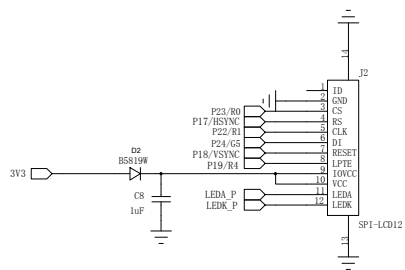 14
J2
1 ID
2 GND
P23/R0 3 CS
P17/HSYNC 4 RS
P22/R1 5 CLK
P24/G5 6 DI
P18/VSYNC 7 RESET
P19/R4 8 LPTE
9 IOVCC
10 VCC
LEDA_P 11 LEDA
LEDK_P 12 LEDK
D2
B5819W
3V3
C8
1uF
SPI-LCD12
13